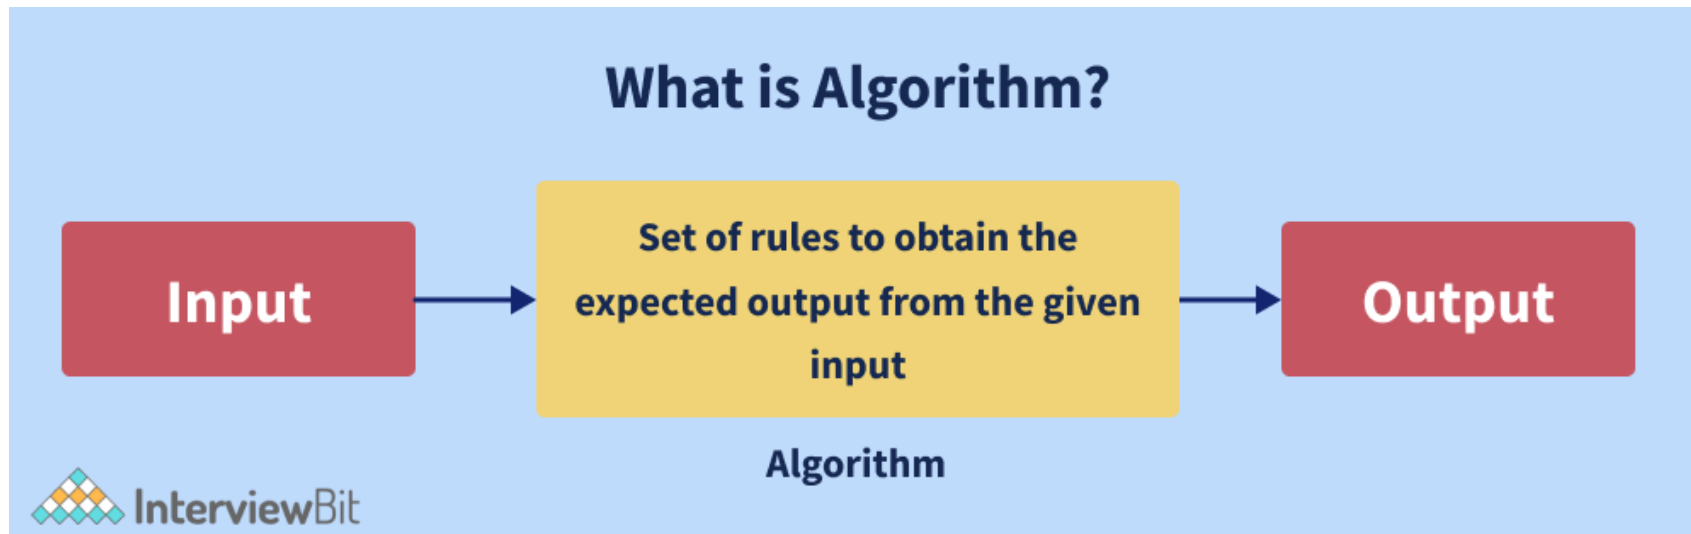 What is Algorithm?
Input
Set of rules to obtain the
expected output from the given
input
Output
Algorithm
InterviewBit